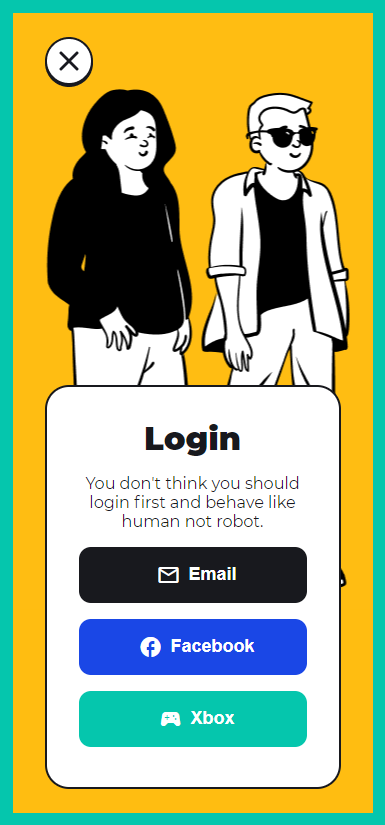 Login
You don't think you should
login first and behave like
human not robot.
Email
Facebook
Xbox